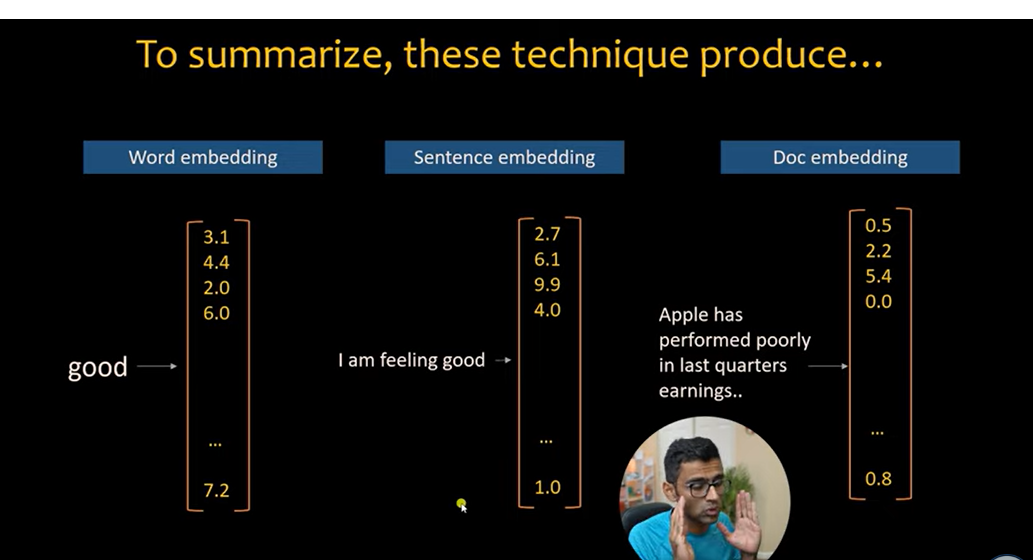 To summarize, these technique produce...
Word embedding
Sentence embedding
Doc embedding
good
3.1
4.4
2.0
6.0
...
7.2
I am feeling good
2.7
6.1
9.9
4.0
...
1.0
Apple has
performed poorly
in last quarters
earnings..
0.5
2.2
5.4
0.0
...
0.8